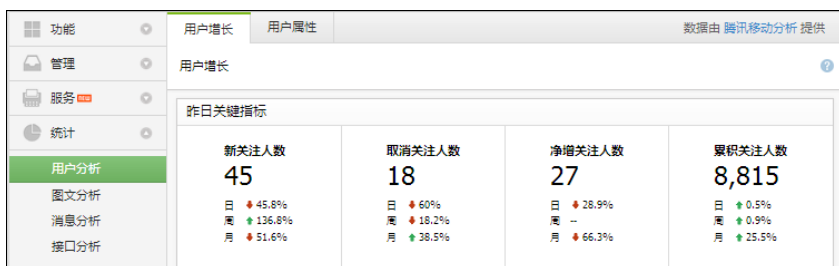 功能
管理
服务 NEW
统计
用户分析
图文分析
消息分析
接口分析
用户增长 用户属性 数据由 腾讯移动分析 提供
用户增长 ?
昨日关键指标
新关注人数 取消关注人数 净增关注人数 累积关注人数
45 18 27 8,815
日 45.8% 日 60% 日 28.9% 日 0.5%
周 136.8% 周 18.2% 周 -- 周 0.9%
月 51.6% 月 38.5% 月 66.3% 月 25.5%